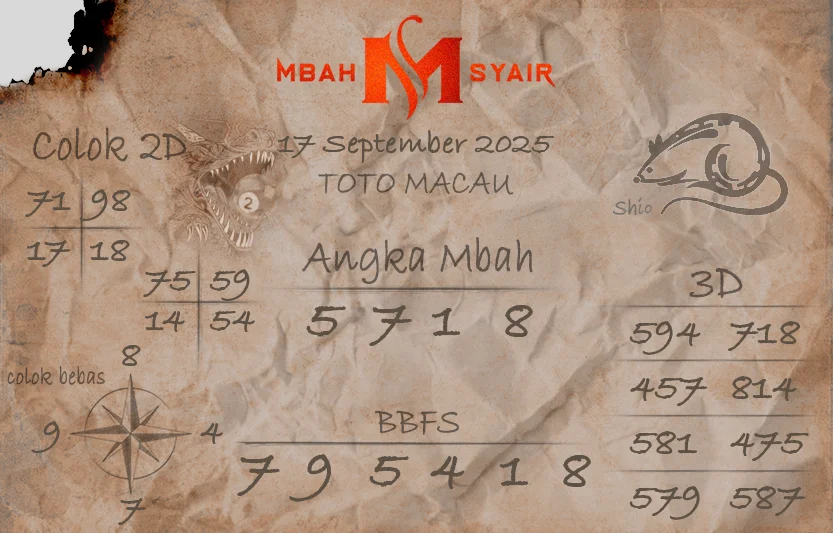 MBAH M SYAIR
17 September 2025
TOTO MACAU
Colok 2D
71 98
17 18
75 59
14 54
2
Shio
Angka Mbah
5 7 1 8
3D
594 718
457 814
581 475
579 587
colok bebas
8
9 4
7
BBFS
7 9 5 4 1 8